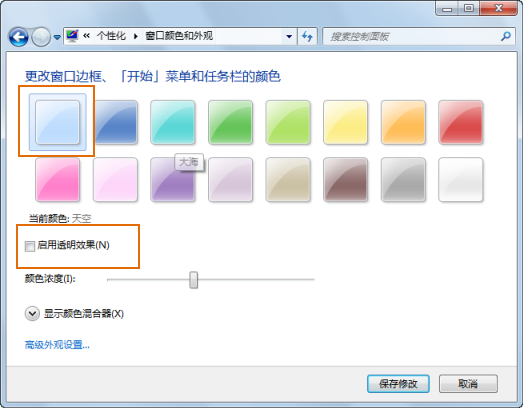 « 个性化 ▸ 窗口颜色和外观
搜索控制面板
更改窗口边框、「开始」菜单和任务栏的颜色
大海
当前颜色: 天空
启用透明效果(N)
颜色浓度(I):
显示颜色混合器(X)
高级外观设置...
保存修改
取消